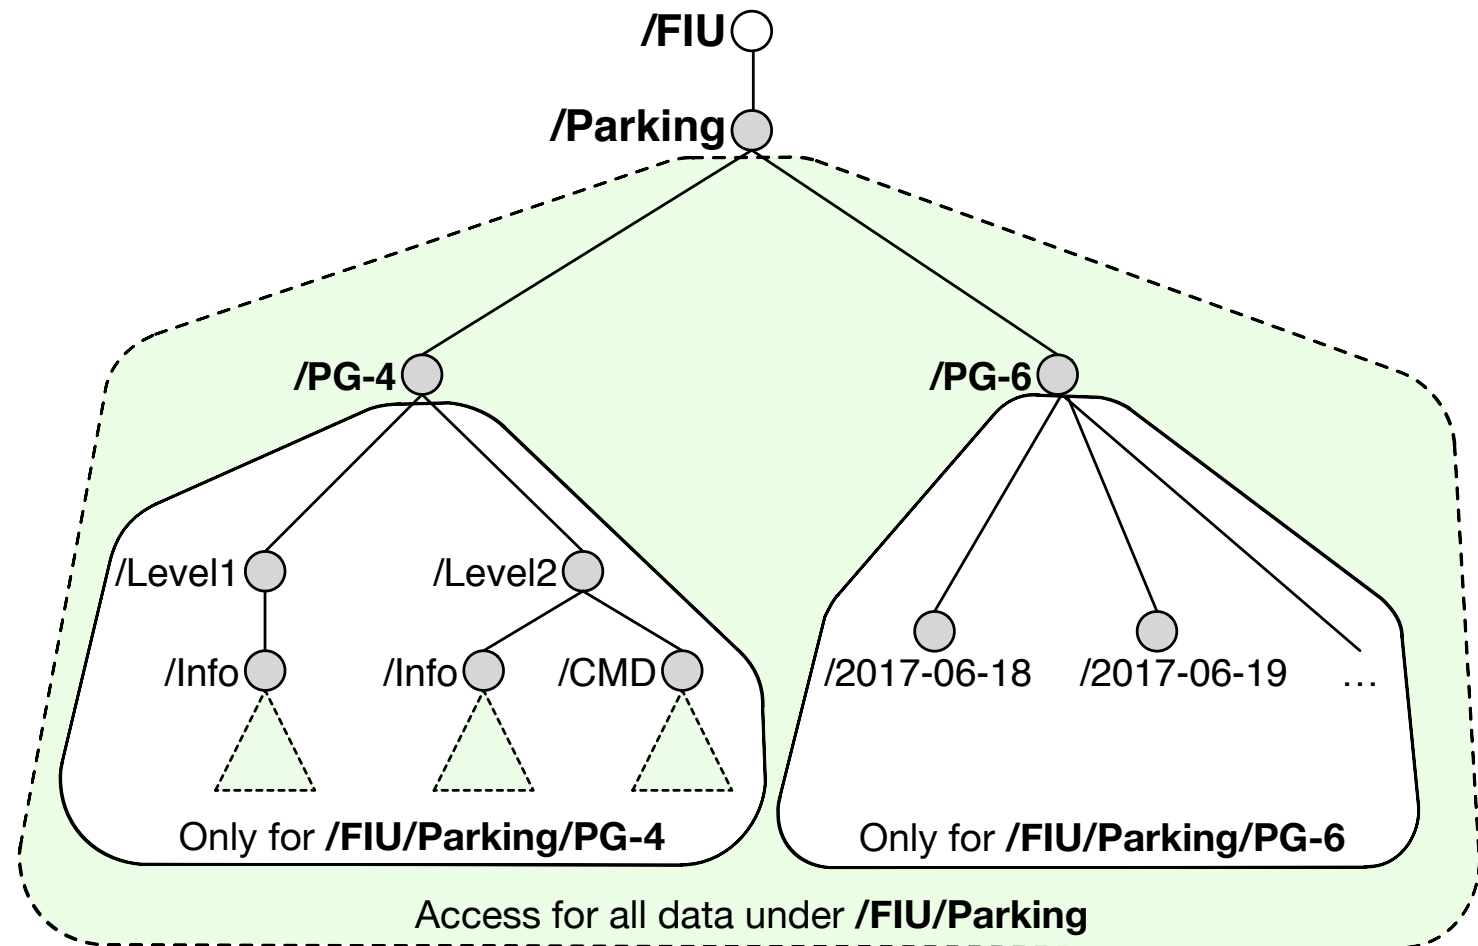 /FIU
/Parking
/PG-4
/PG-6
/Level1
/Level2
/Info
/Info
/CMD
/2017-06-18
/2017-06-19
...
Only for /FIU/Parking/PG-4
Only for /FIU/Parking/PG-6
Access for all data under /FIU/Parking